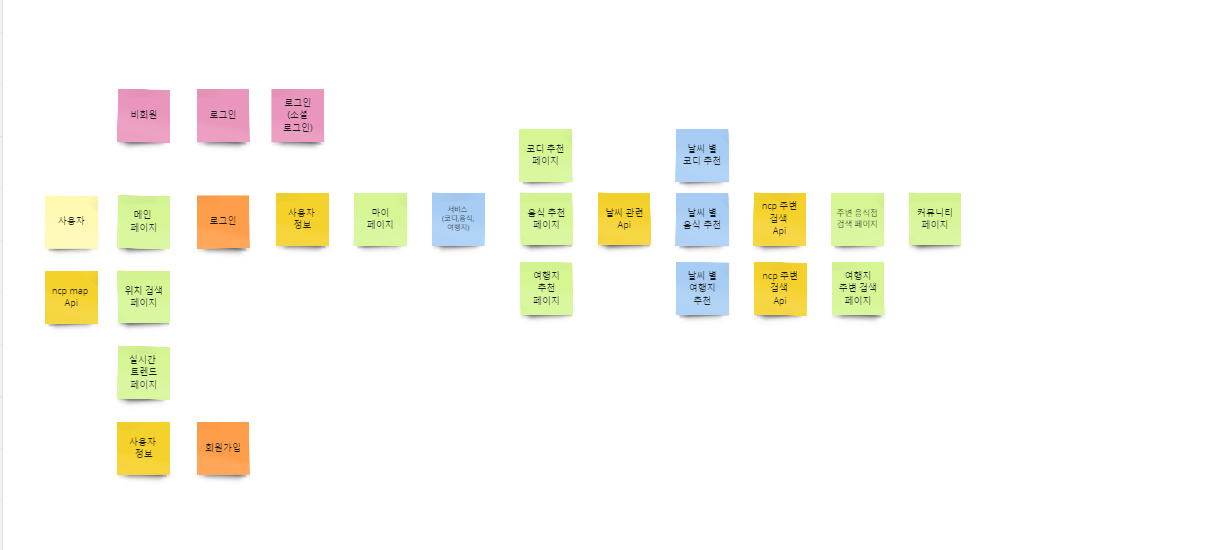 비회원
로그인
로그인
(소셜
로그인)
코디 추천
페이지
날씨 별
코디 추천
사용자
메인
페이지
로그인
사용자
정보
마이
페이지
서비스
(코디,음식,
여행지)
음식 추천
페이지
날씨 관련
Api
날씨 별
음식 추천
ncp 주변
검색
Api
주변 음식점
검색 페이지
커뮤니티
페이지
ncp map
Api
위치 검색
페이지
여행지
추천
페이지
날씨 별
여행지
추천
ncp 주변
검색
Api
여행지
주변 검색
페이지
실시간
트렌드
페이지
사용자
정보
회원가입